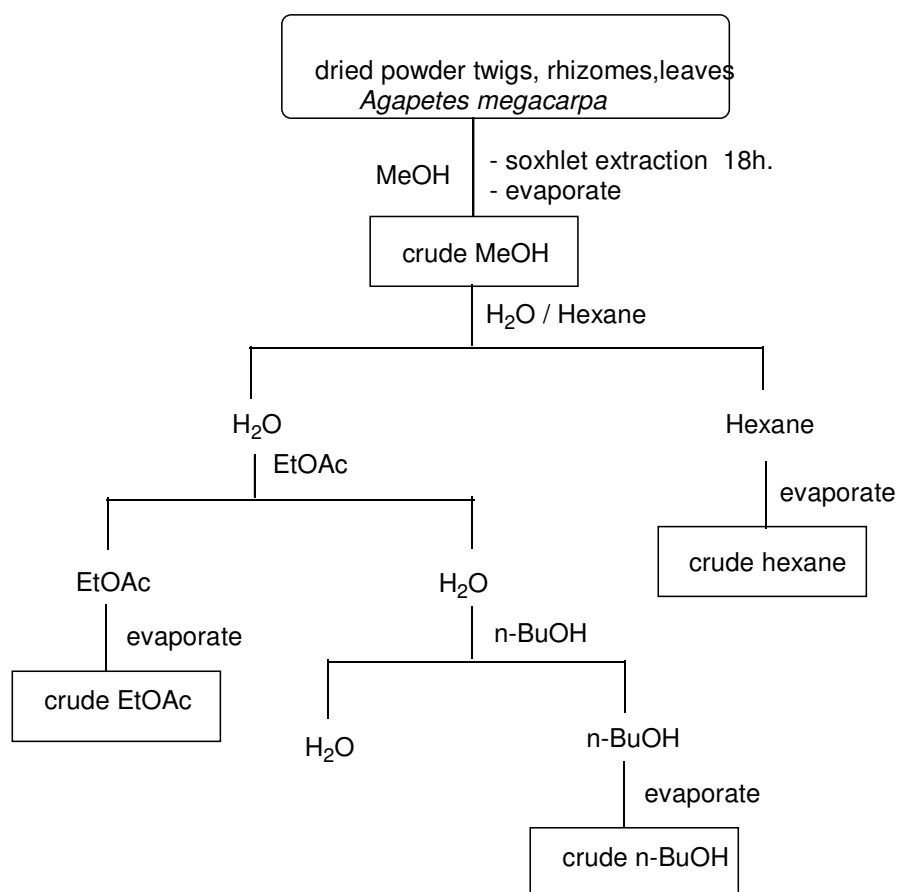 dried powder twigs, rhizomes,leaves
Agapetes megacarpa
MeOH
- soxhlet extraction 18h.
- evaporate
crude MeOH
H₂O / Hexane
H₂O
Hexane
EtOAc
evaporate
crude hexane
EtOAc
H₂O
evaporate
n-BuOH
crude EtOAc
H₂O
n-BuOH
evaporate
crude n-BuOH